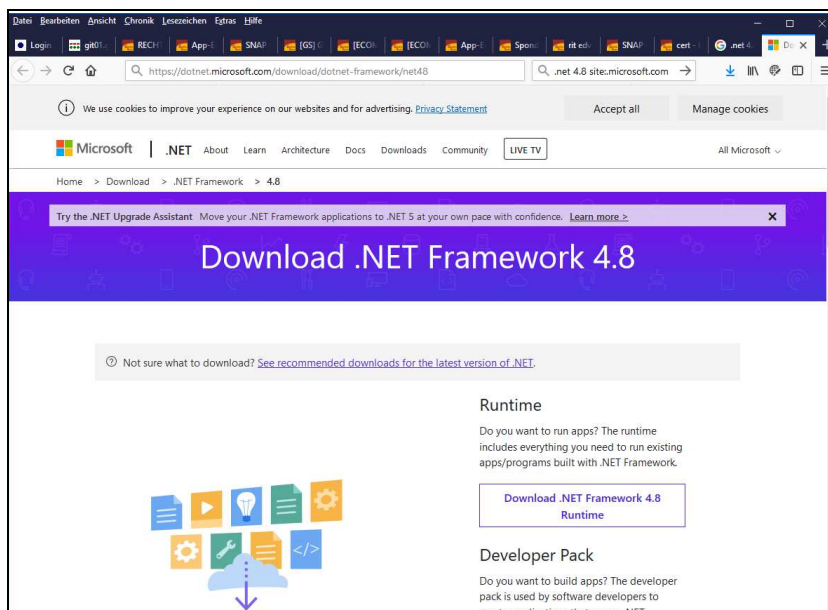 Datei Bearbeiten Ansicht Chronik Lesezeichen Extras Hilfe
Login git01. RECHT App-E SNAP [GS] G [ECON [ECON App-E Spons rit edv SNAP cert - .net 4. Do
https://dotnet.microsoft.com/download/dotnet-framework/net48 .net 4.8 site:.microsoft.com
We use cookies to improve your experience on our websites and for advertising. Privacy Statement Accept all Manage cookies
Microsoft .NET About Learn Architecture Docs Downloads Community LIVE TV All Microsoft
Home > Download > .NET Framework > 4.8
Try the .NET Upgrade Assistant Move your .NET Framework applications to .NET 5 at your own pace with confidence. Learn more >
Download .NET Framework 4.8
Not sure what to download? See recommended downloads for the latest version of .NET.
Runtime
Do you want to run apps? The runtime
includes everything you need to run existing
apps/programs built with .NET Framework.
Download .NET Framework 4.8
Runtime
</>
Developer Pack
Do you want to build apps? The developer
pack is used by software developers to